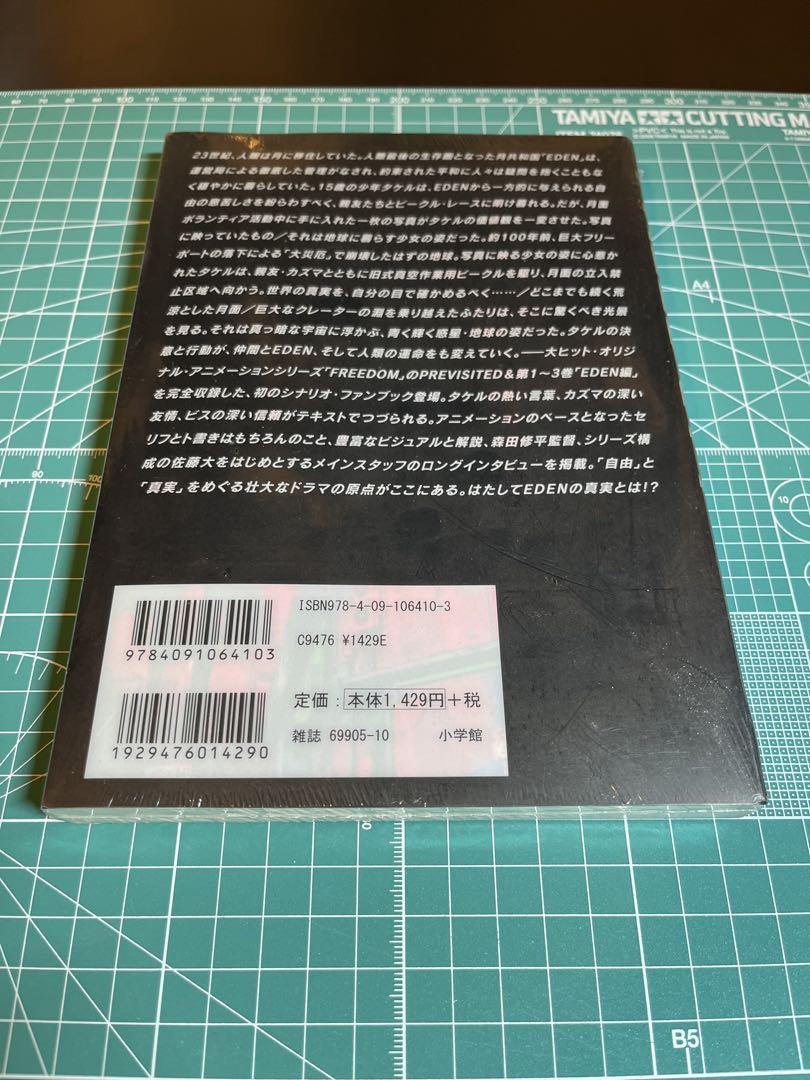 TAMIYA CUTTING MA
>PVC< This is not a Toy
A4
23世紀、人類は月に移住していた。人類最後の生存圏となった月共和国「EDEN」は、
運営局による徹底した管理がなされ、約束された平和に人々は疑問を抱くこともな
く穏やかに暮らしていた。15歳の少年タケルは、EDENから一方的に与えられる自
由の息苦しさを紛らわすべく、親友たちとビークル・レースに明け暮れる。だが、月面
ボランティア活動中に手に入れた一枚の写真がタケルの価値観を一変させた。写真
に映っていたもの/それは地球に暮らす少女の姿だった。約100年前、巨大フリー
ポートの落下による「大災厄」で崩壊したはずの地球。写真に映る少女の姿に心惹か
れたタケルは、親友・カズマとともに旧式真空作業用ビークルを駆り、月面の立入禁
止区域へ向かう。世界の真実を、自分の目で確かめるべく……/どこまでも続く荒
涼とした月面/巨大なクレーターの淵を乗り越えたふたりは、そこに驚くべき光景
を見る。それは真っ暗な宇宙に浮かぶ、青く輝く惑星・地球の姿だった。タケルの決
意と行動が、仲間とEDEN、そして人類の運命をも変えていく。——大ヒット・オリジ
ナル・アニメーションシリーズ「FREEDOM」のPREVISITED&第1〜3巻「EDEN編」
を完全収録した、初のシナリオ・ファンブック登場。タケルの熱い言葉、カズマの深い
友情、ビスの深い信頼がテキストでつづられる。アニメーションのベースとなったセ
リフとト書きはもちろんのこと、豊富なビジュアルと解説、森田修平監督、シリーズ構
成の佐藤大をはじめとするメインスタッフのロングインタビューを掲載。「自由」と
「真実」をめぐる壮大なドラマの原点がここにある。はたしてEDENの真実とは!?
ISBN978-4-09-106410-3
C9476 ¥1429E
9784091064103
定価:本体1,429円+税
雑誌 69905-10 小学館
1929476014290
B5